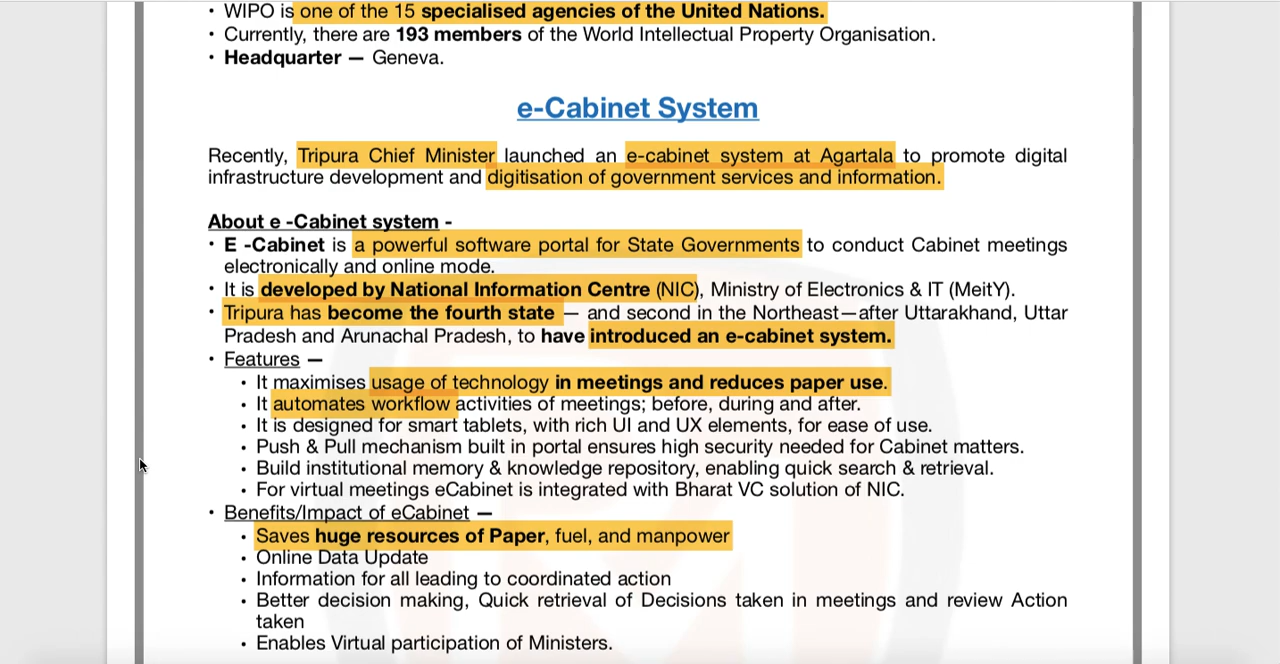 • WIPO is one of the 15 specialised agencies of the United Nations.
• Currently, there are 193 members of the World Intellectual Property Organisation.
• Headquarter — Geneva.
e-Cabinet System
Recently, Tripura Chief Minister launched an e-cabinet system at Agartala to promote digital
infrastructure development and digitisation of government services and information.
About e -Cabinet system -
• E -Cabinet is a powerful software portal for State Governments to conduct Cabinet meetings
electronically and online mode.
• It is developed by National Information Centre (NIC), Ministry of Electronics & IT (MeitY).
• Tripura has become the fourth state — and second in the Northeast—after Uttarakhand, Uttar
Pradesh and Arunachal Pradesh, to have introduced an e-cabinet system.
• Features —
• It maximises usage of technology in meetings and reduces paper use.
• It automates workflow activities of meetings; before, during and after.
• It is designed for smart tablets, with rich UI and UX elements, for ease of use.
• Push & Pull mechanism built in portal ensures high security needed for Cabinet matters.
• Build institutional memory & knowledge repository, enabling quick search & retrieval.
• For virtual meetings eCabinet is integrated with Bharat VC solution of NIC.
• Benefits/Impact of eCabinet —
• Saves huge resources of Paper, fuel, and manpower
• Online Data Update
• Information for all leading to coordinated action
• Better decision making, Quick retrieval of Decisions taken in meetings and review Action
taken
• Enables Virtual participation of Ministers.